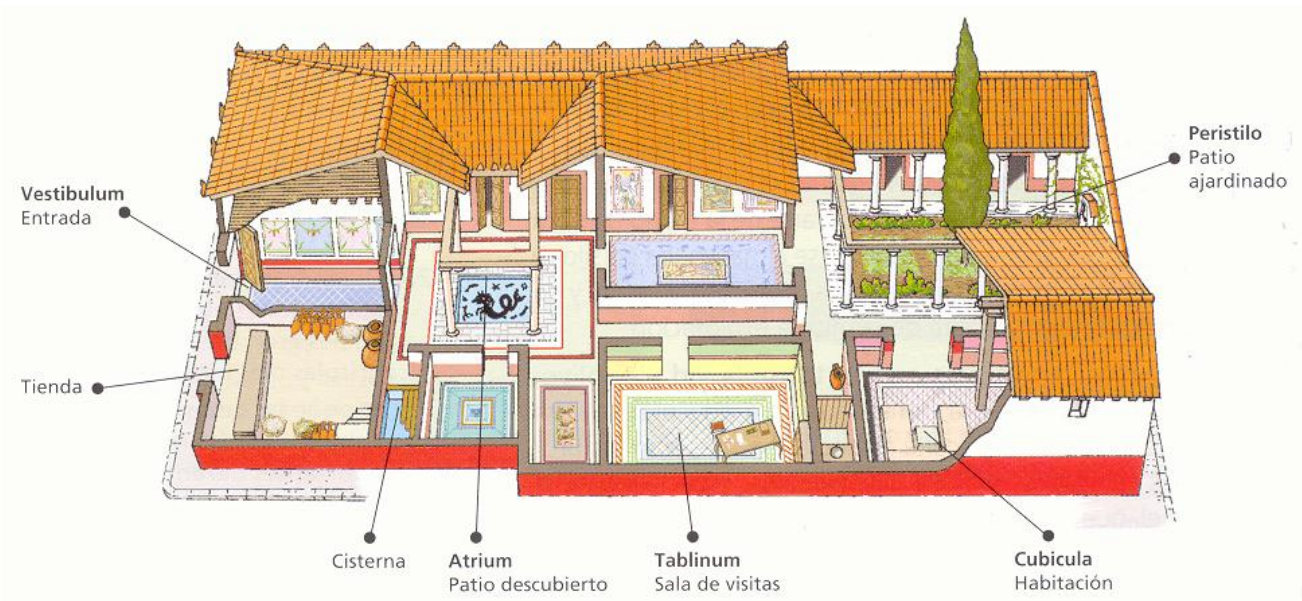 Vestibulum
Entrada
Tienda
Cisterna
Atrium
Patio descubierto
Tablinum
Sala de visitas
Cubicula
Habitación
Peristilo
Patio
ajardinado